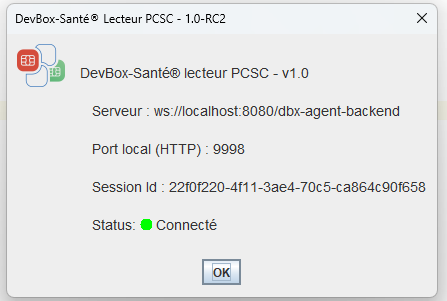 DevBox-Santé® Lecteur PCSC - 1.0-RC2
DevBox-Santé® lecteur PCSC - v1.0
Serveur : ws://localhost:8080/dbx-agent-backend
Port local (HTTP) : 9998
Session Id : 22f0f220-4f11-3ae4-70c5-ca864c90f658
Status: Connecté
OK